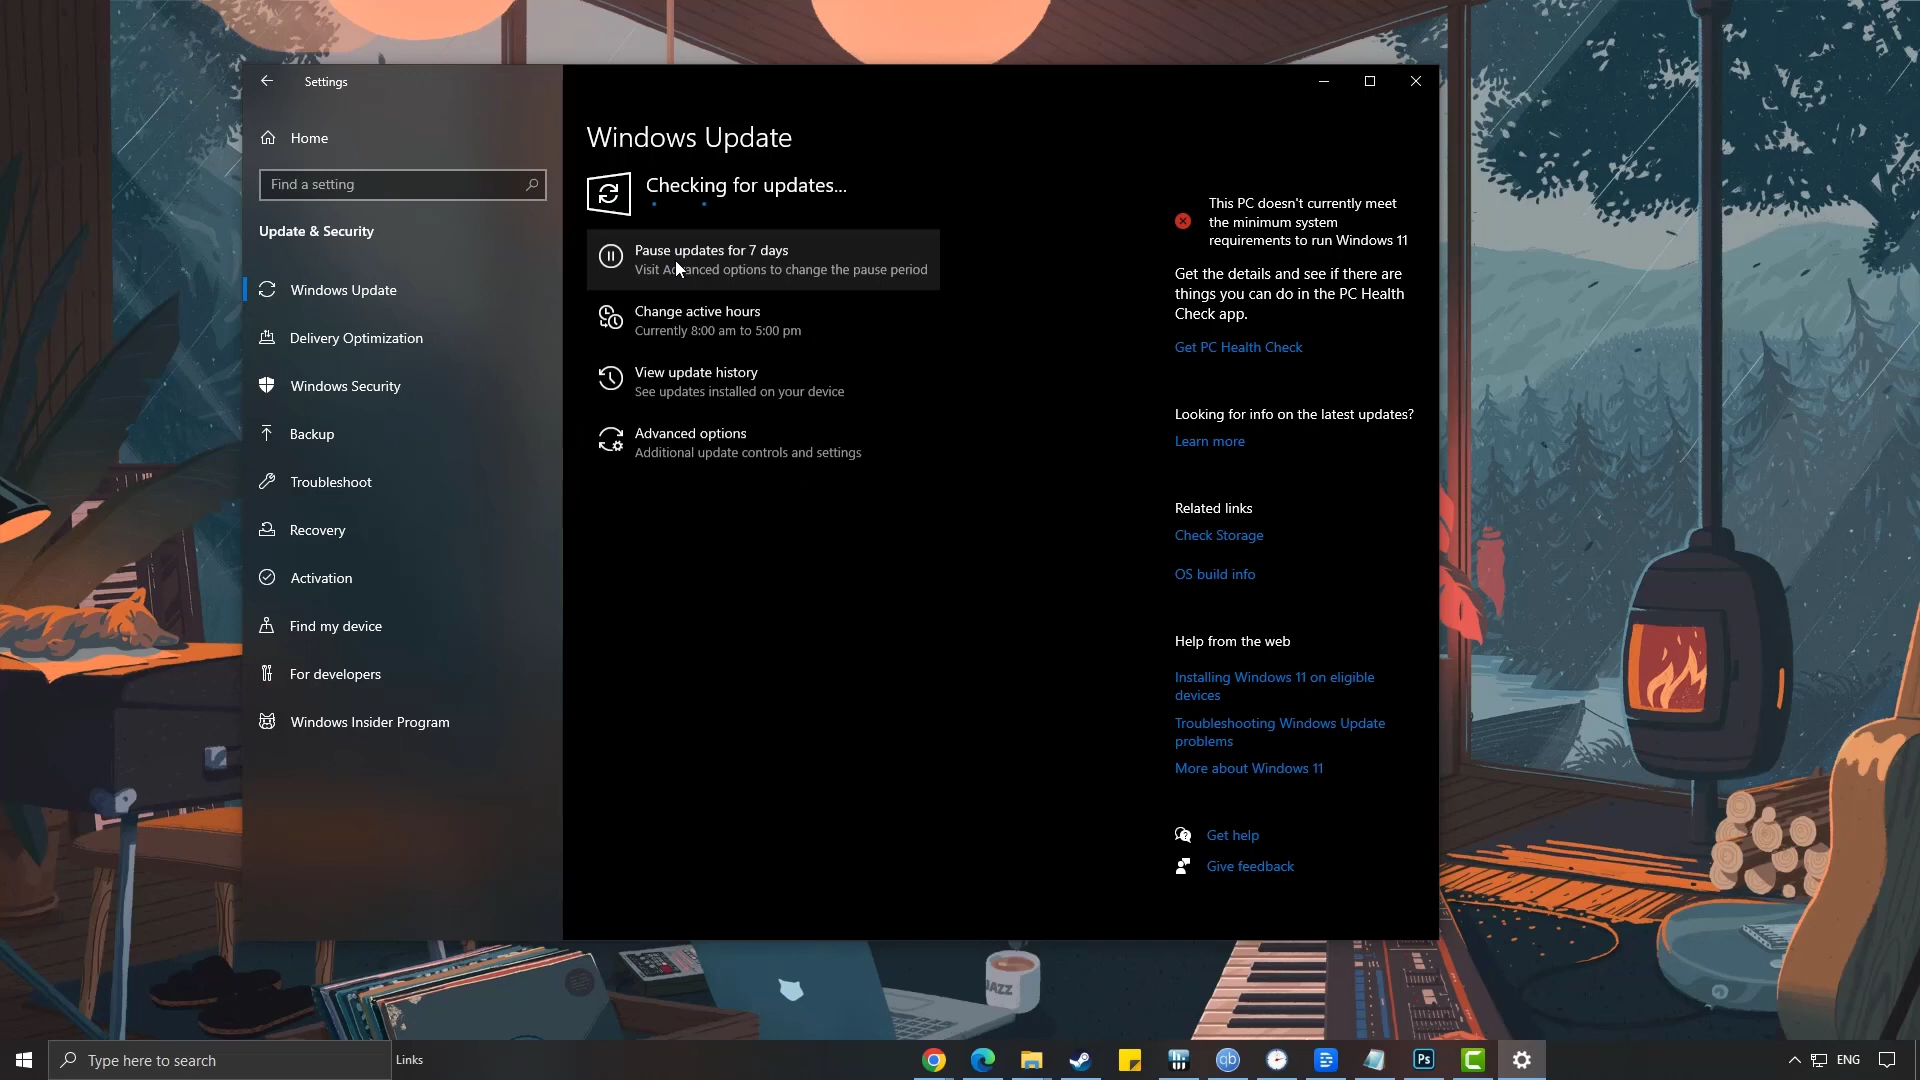 Settings
Home
Find a setting
Update & Security
Windows Update
Delivery Optimization
Windows Security
Backup
Troubleshoot
Recovery
Activation
Find my device
For developers
Windows Insider Program
Windows Update
Checking for updates...
Pause updates for 7 days
Visit Advanced options to change the pause period
Change active hours
Currently 8:00 am to 5:00 pm
View update history
See updates installed on your device
Advanced options
Additional update controls and settings
This PC doesn't currently meet
the minimum system
requirements to run Windows 11
Get the details and see if there are
things you can do in the PC Health
Check app.
Get PC Health Check
Looking for info on the latest updates?
Learn more
Related links
Check Storage
OS build info
Help from the web
Installing Windows 11 on eligible
devices
Troubleshooting Windows Update
problems
More about Windows 11
Get help
Give feedback
JAZZ
Type here to search
Links
qb
Ps
ENG